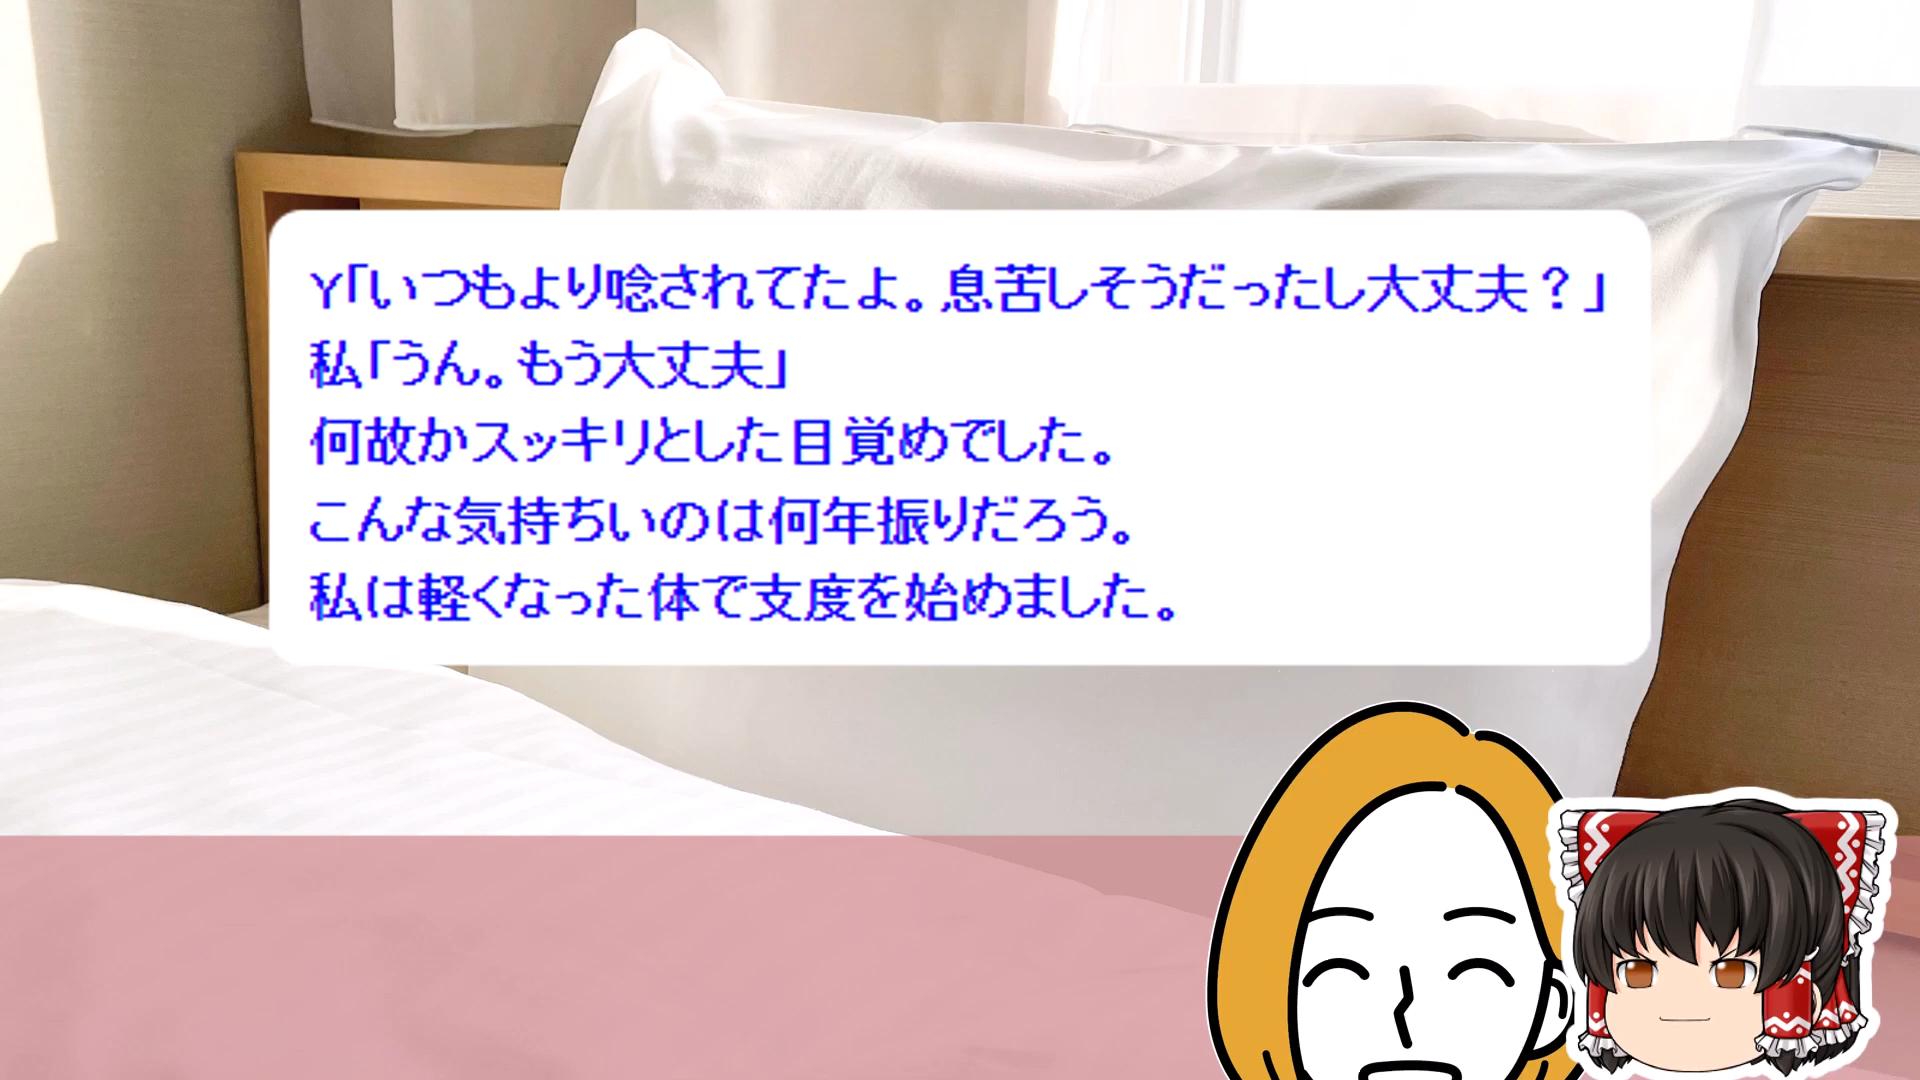 Y「いつもより唸されてたよ。息苦しそうだったし大丈夫？」
私「うん。もう大丈夫」
何故かスッキリとした目覚めでした。
こんな気持ちいいのは何年振りだろう。
私は軽くなった体で支度を始めました。